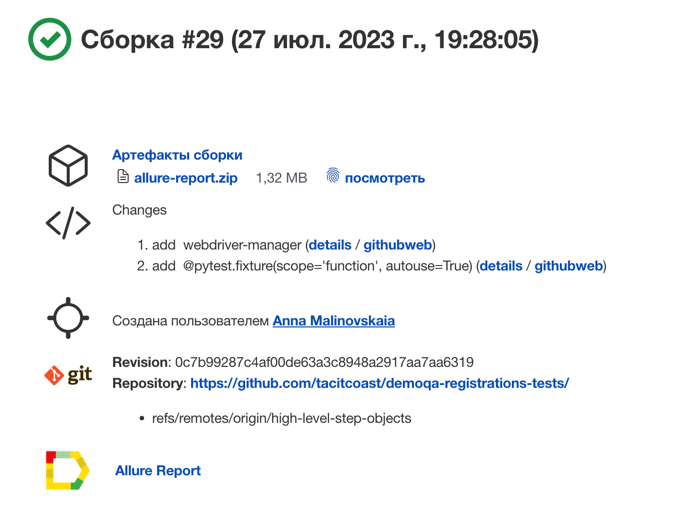 Сборка #29 (27 июл. 2023 г., 19:28:05)
Артефакты сборки
allure-report.zip 1,32 MB посмотреть
Changes
1. add webdriver-manager (details / githubweb)
2. add @pytest.fixture(scope='function', autouse=True) (details / githubweb)
Создана пользователем Anna Malinovskaia
git
Revision: 0c7b99287c4af00de63a3c8948a2917aa7aa6319
Repository: https://github.com/tacitcoast/demoqa-registrations-tests/
• refs/remotes/origin/high-level-step-objects
Allure Report